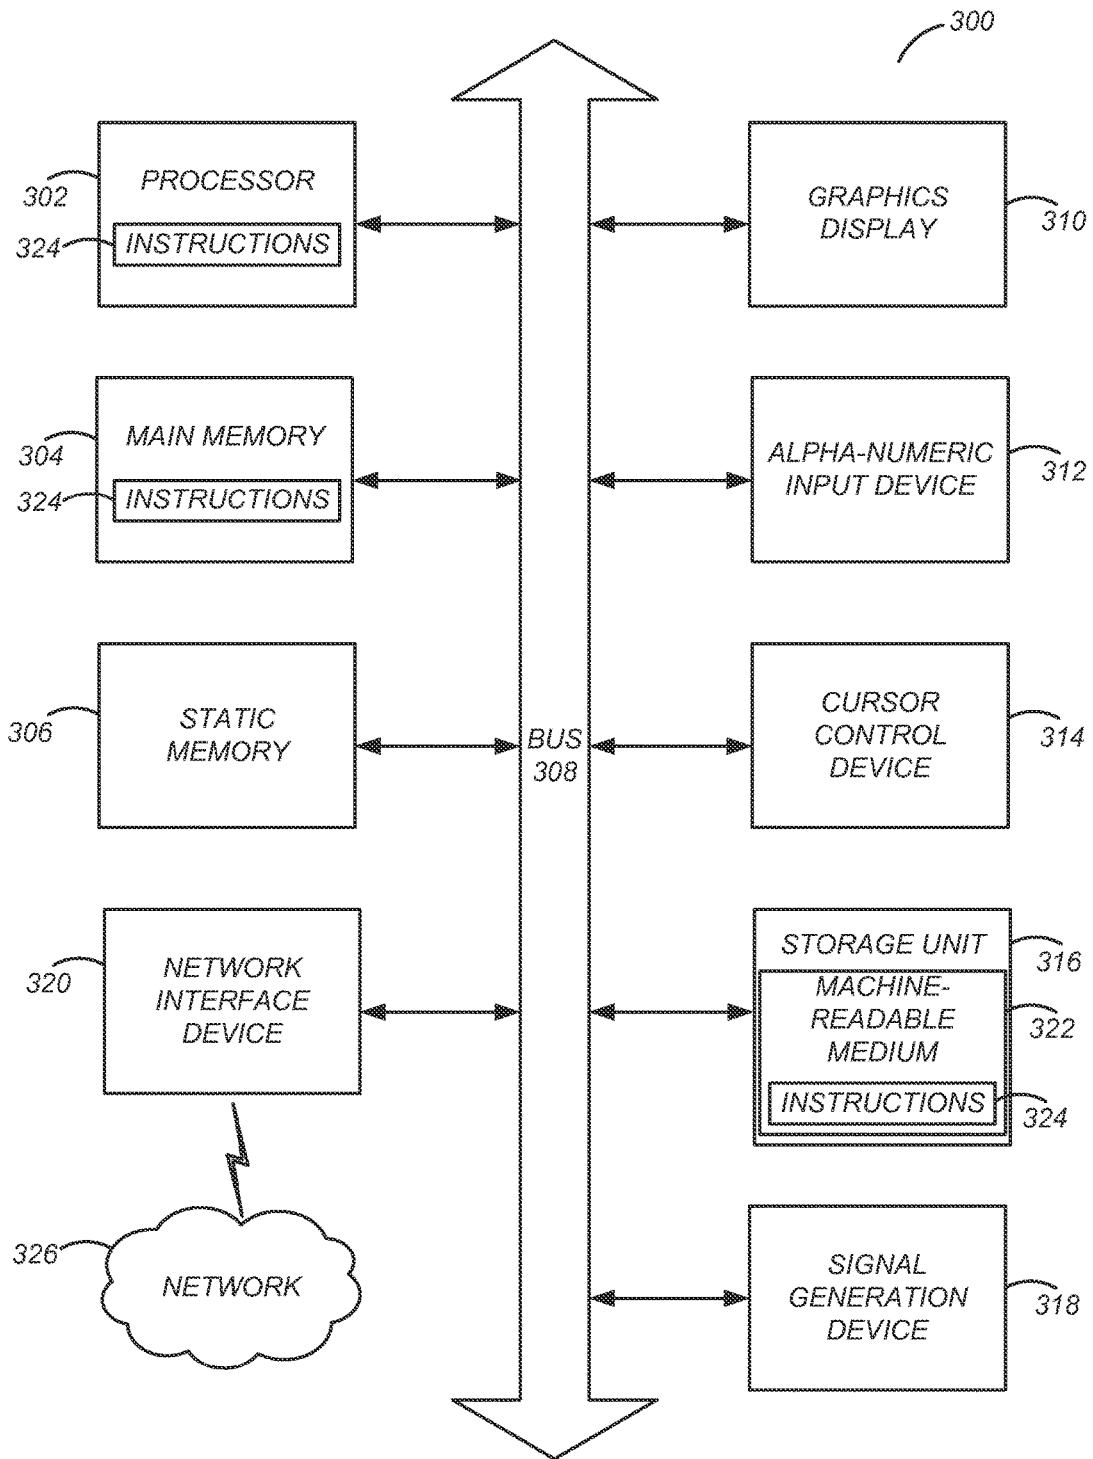 300
PROCESSOR
302
324
INSTRUCTIONS
GRAPHICS
DISPLAY
310
MAIN MEMORY
304
324
INSTRUCTIONS
ALPHA-NUMERIC
INPUT DEVICE
312
STATIC
MEMORY
306
BUS
308
CURSOR
CONTROL
DEVICE
314
NETWORK
INTERFACE
DEVICE
320
STORAGE UNIT
316
MACHINE-
READABLE
MEDIUM
322
INSTRUCTIONS
324
326
NETWORK
SIGNAL
GENERATION
DEVICE
318